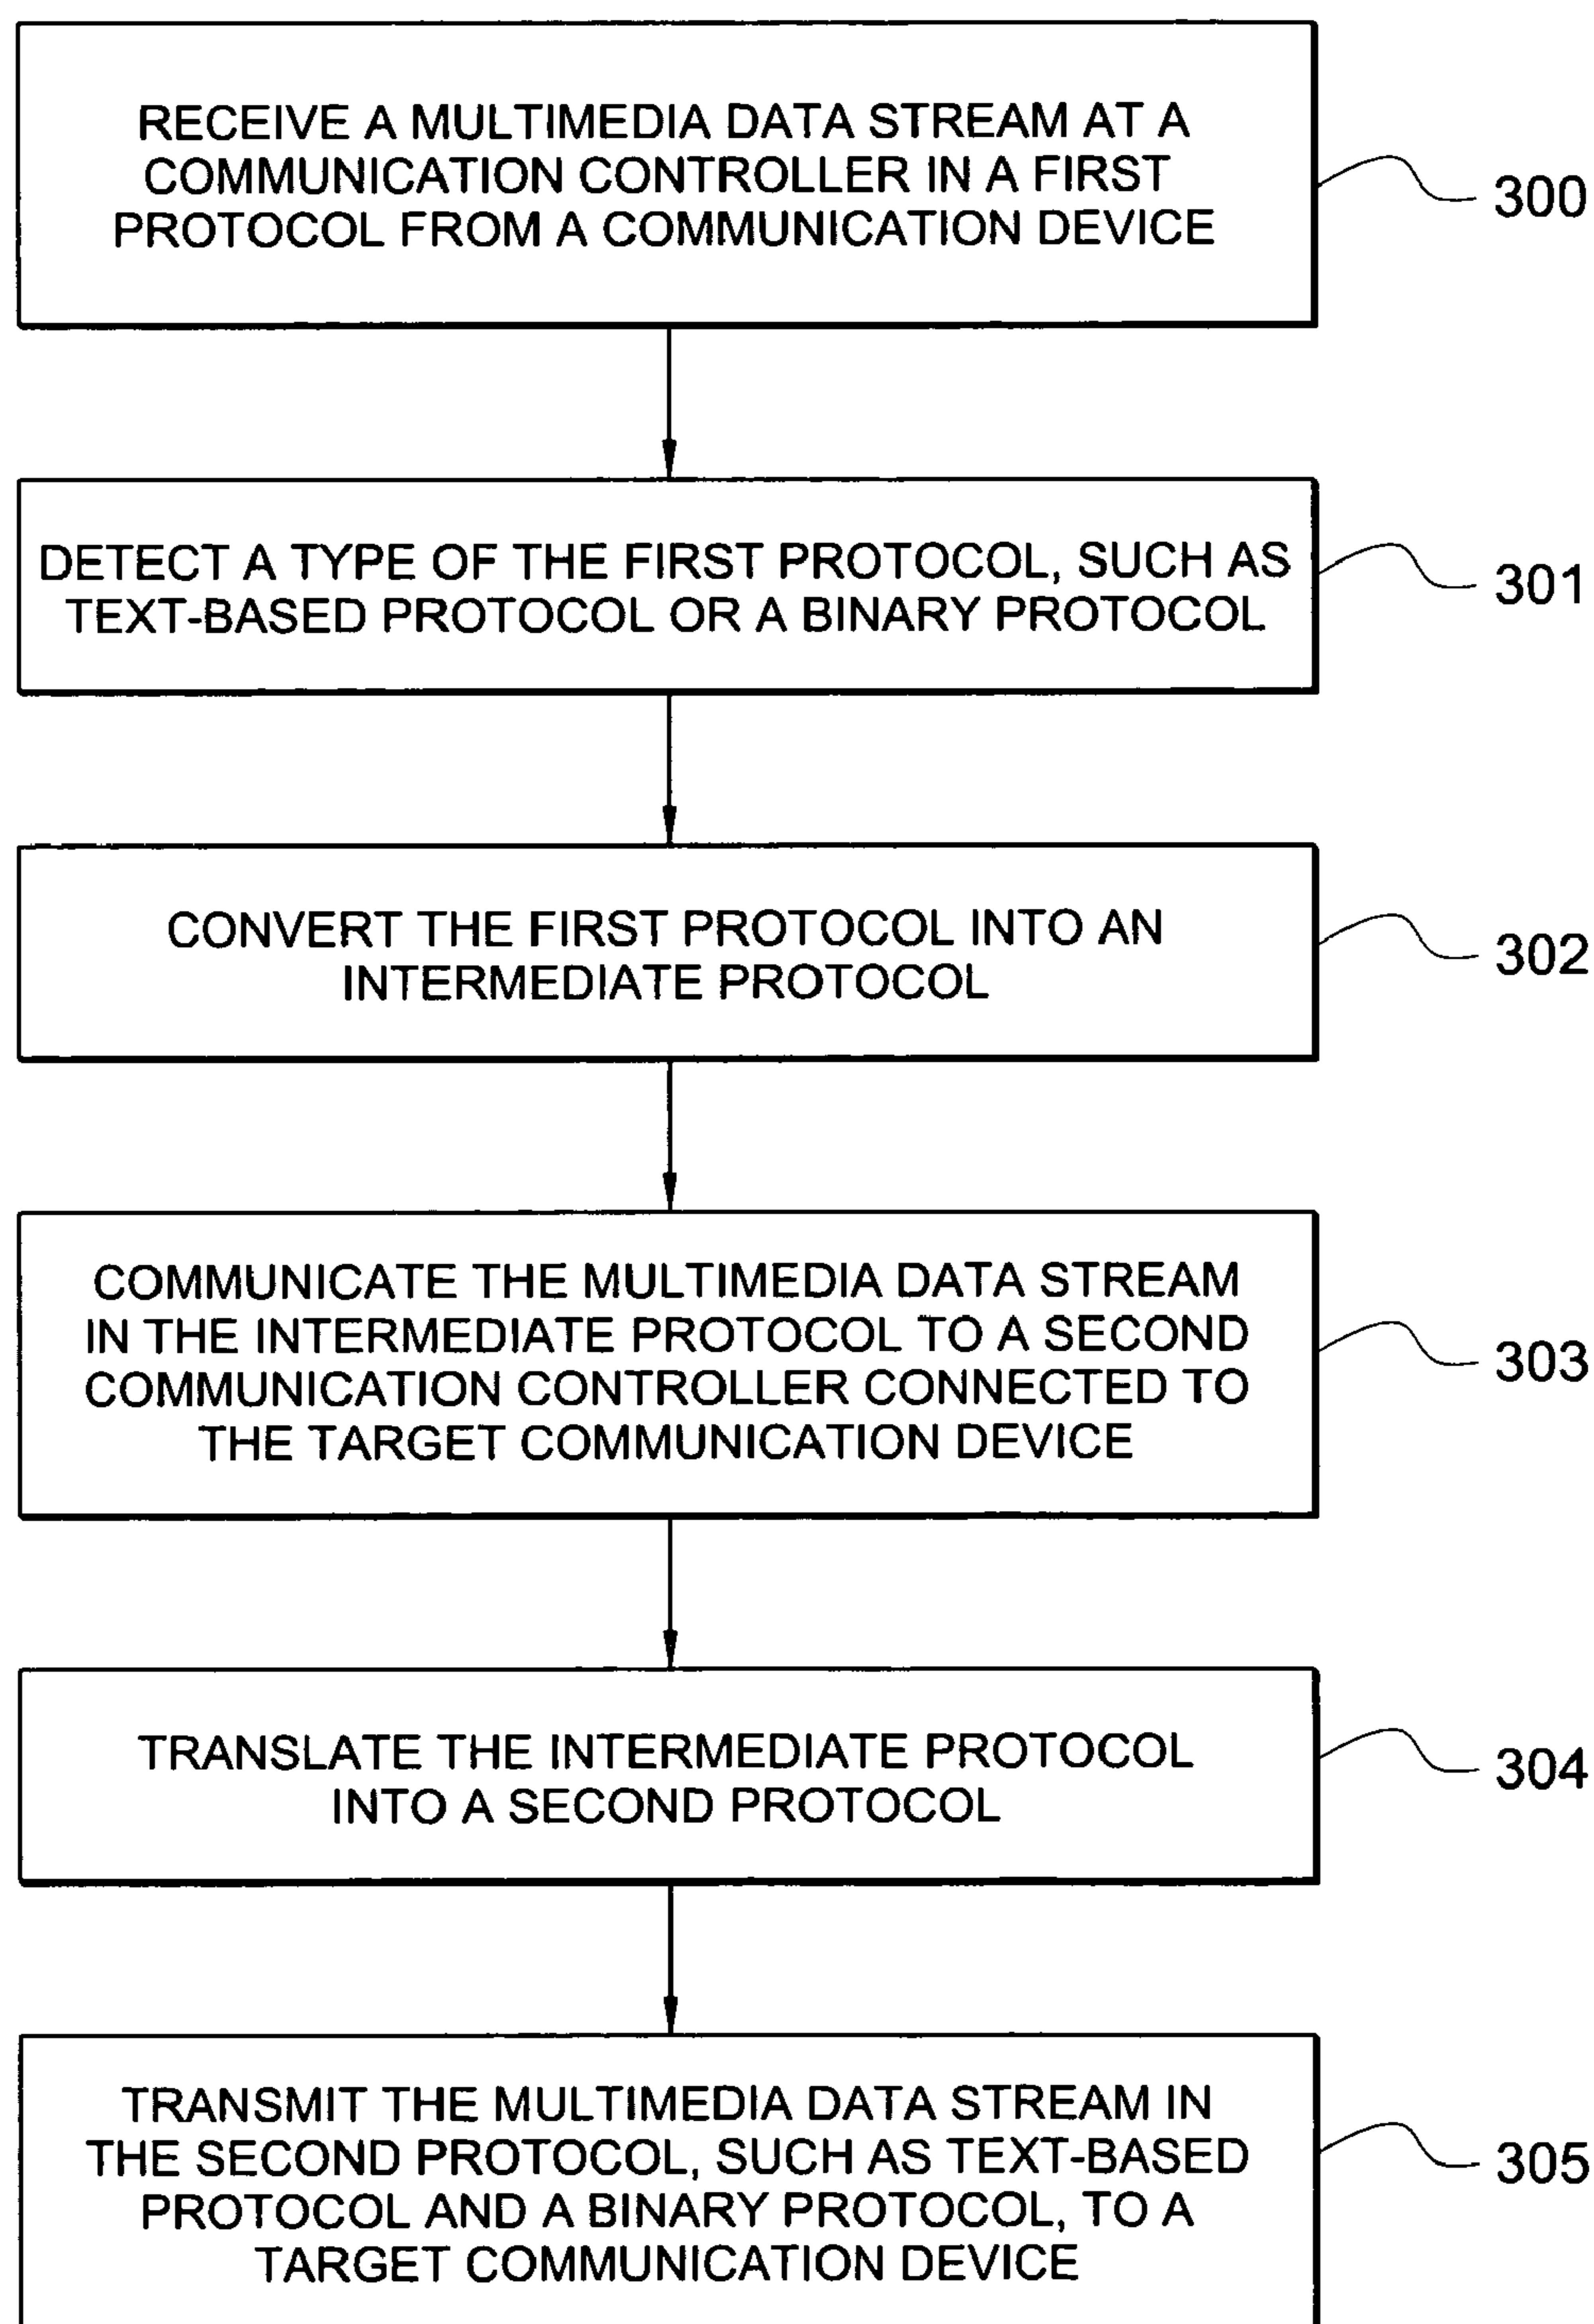 RECEIVE A MULTIMEDIA DATA STREAM AT A
COMMUNICATION CONTROLLER IN A FIRST
PROTOCOL FROM A COMMUNICATION DEVICE
300
DETECT A TYPE OF THE FIRST PROTOCOL, SUCH AS
TEXT-BASED PROTOCOL OR A BINARY PROTOCOL
301
CONVERT THE FIRST PROTOCOL INTO AN
INTERMEDIATE PROTOCOL
302
COMMUNICATE THE MULTIMEDIA DATA STREAM
IN THE INTERMEDIATE PROTOCOL TO A SECOND
COMMUNICATION CONTROLLER CONNECTED TO
THE TARGET COMMUNICATION DEVICE
303
TRANSLATE THE INTERMEDIATE PROTOCOL
INTO A SECOND PROTOCOL
304
TRANSMIT THE MULTIMEDIA DATA STREAM IN
THE SECOND PROTOCOL, SUCH AS TEXT-BASED
PROTOCOL AND A BINARY PROTOCOL, TO A
TARGET COMMUNICATION DEVICE
305